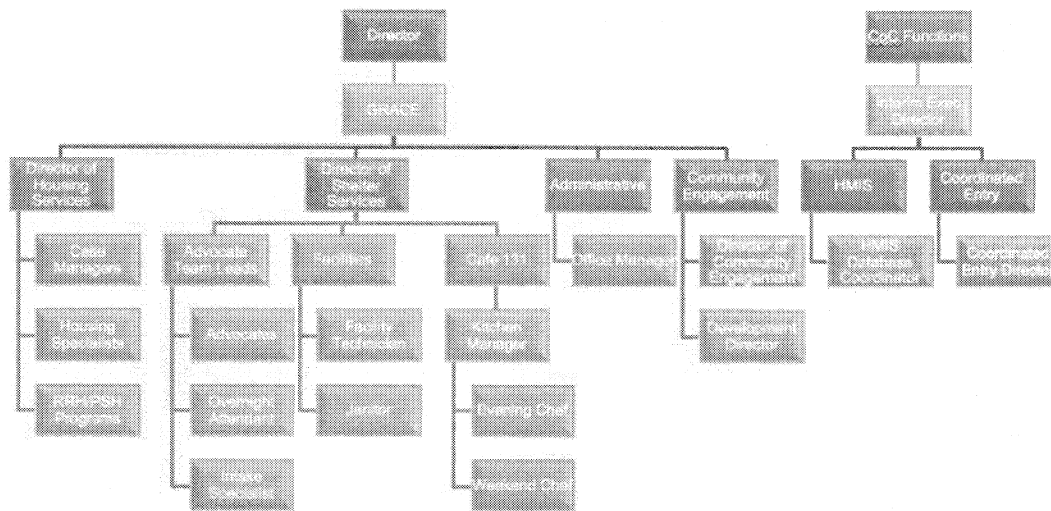 Director
CoC Functions
GRACE
Interim Exec
Director
Director of
Housing
Services
Director of
Shelter
Services
Administrative
Community
Engagement
HMIS
Coordinated
Entry
Case
Managers
Advocate
Team Leads
Facilities
Cafe 131
Office Manager
Director of
Community
Engagement
HMIS
Database
Coordinator
Coordinated
Entry Director
Housing
Specialists
Advocates
Facility
Technician
Kitchen
Manager
Development
Director
RRH/PSH
Programs
Overnight
Attendant
Janitor
Evening Chef
Intake
Specialist
Weekend Chef